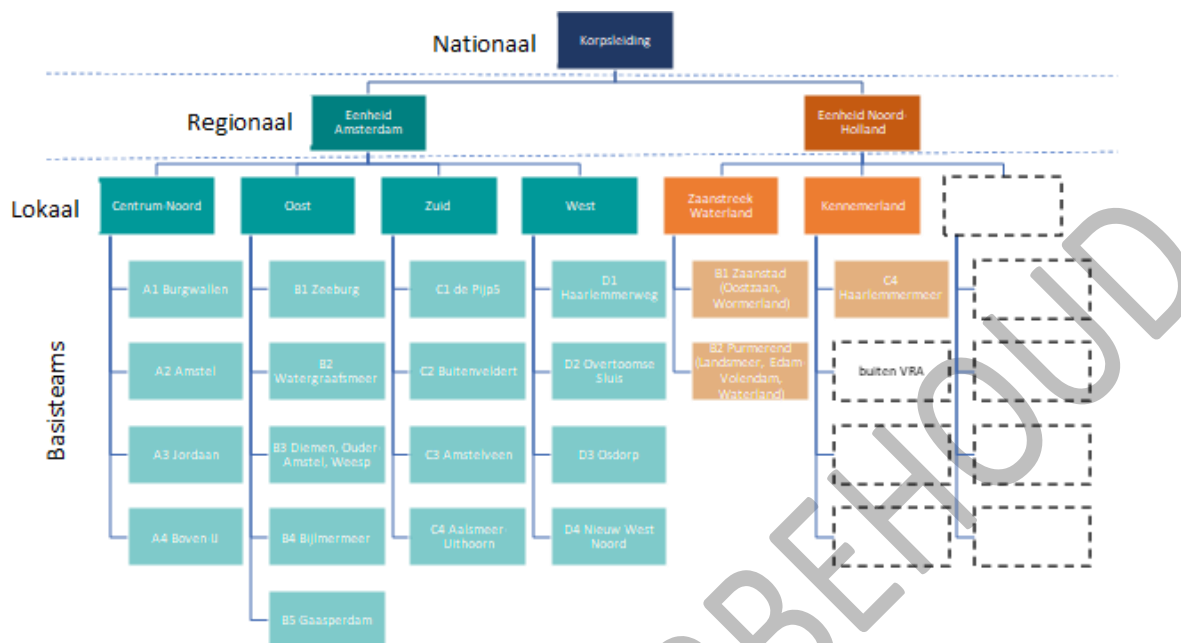 Nationaal
Korpsleiding
Regionaal
Eenheid
Amsterdam
Eenheid Noord-
Holland
Lokaal
Centrum-Noord
Oost
Zuid
West
Zaanstreek
Waterland
Kennemerland
Basisteams
A1 Burgwallen
B1 Zeeburg
C1 de Pijp5
D1
Haarlemmerweg
B1 Zaanstad
(Oostzaan,
Wormerland)
C4
Haarlemmermeer
A2 Amstel
B2
Watergraafsmeer
C2 Buitenveldert
D2 Overtoomse
Sluis
B2 Purmerend
(Landsmeer, Edam-
Volendam,
Waterland)
buiten VRA
A3 Jordaan
B3 Diemen, Ouder-
Amstel, Weesp
C3 Amstelveen
D3 Osdorp
A4 Boven-IJ
B4 Bijlmermeer
C4 Aalsmeer-
Uithoorn
D4 Nieuw West
Noord
B5 Gaasperdam
BEHOUD